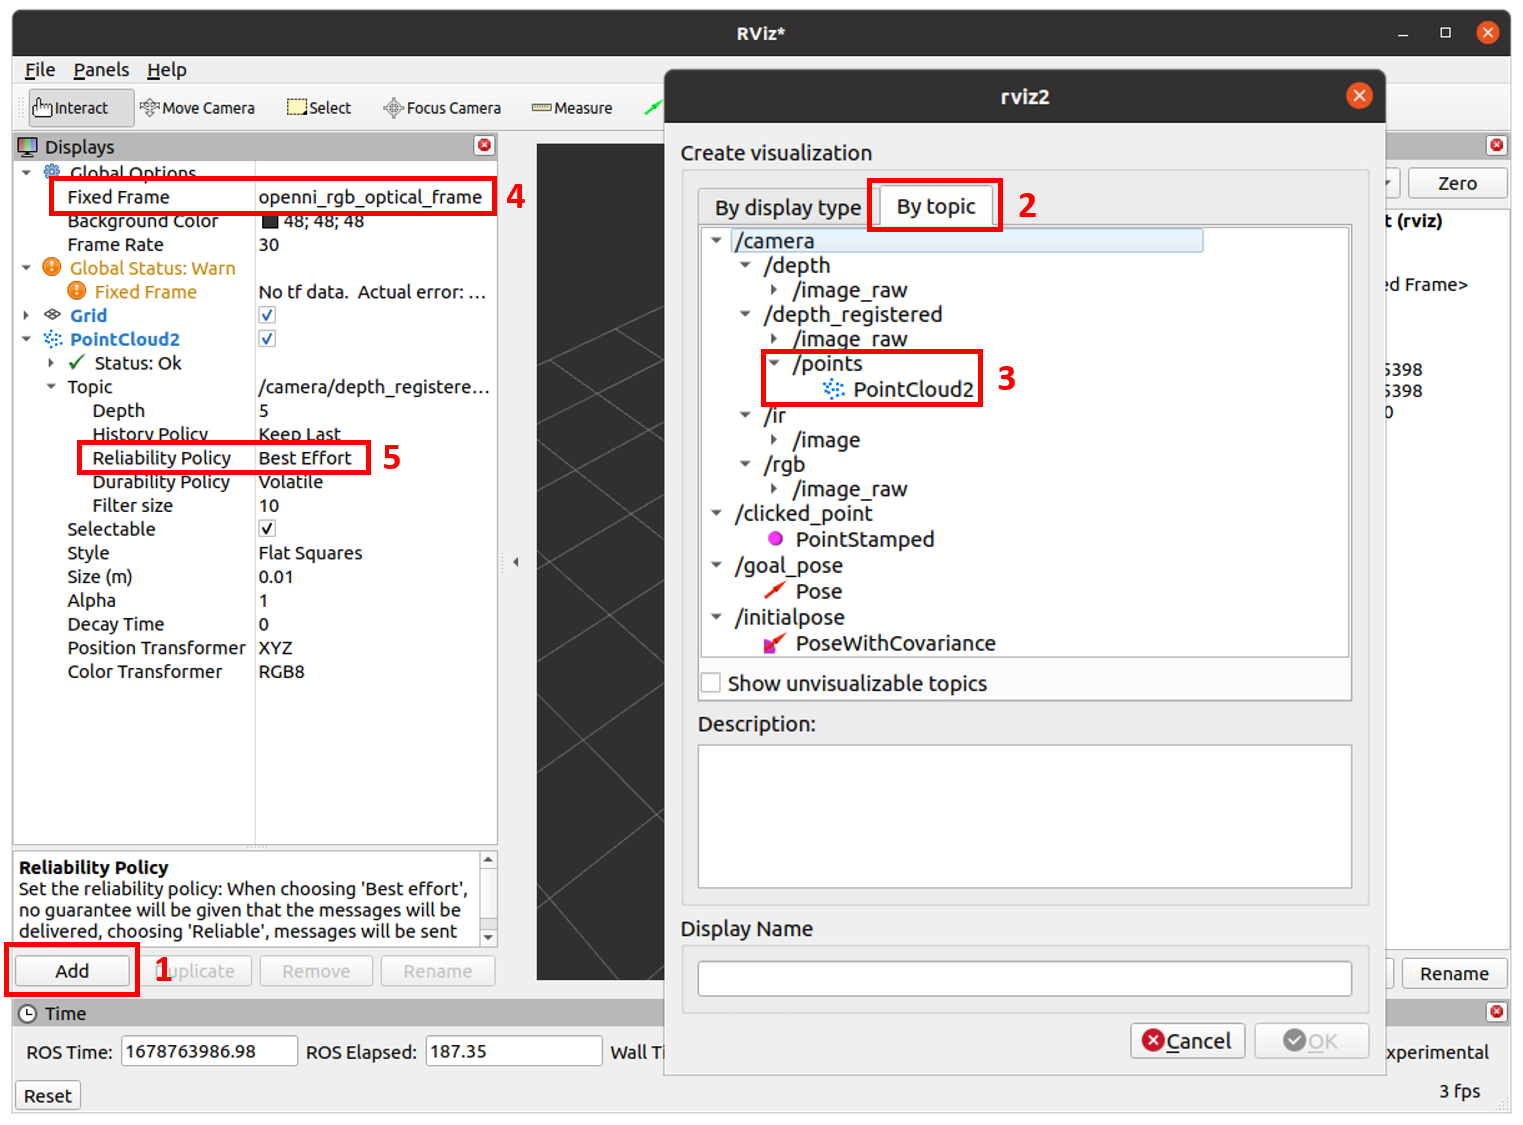 RViz*
File Panels Help
Interact Move Camera Select Focus Camera Measure
Displays
Global Options
Fixed Frame openni_rgb_optical_frame 4
Background Color 48; 48; 48
Frame Rate 30
Global Status: Warn
Fixed Frame No tf data. Actual error: ...
Grid
PointCloud2
Status: Ok
Topic /camera/depth_registere...
Depth 5
History Policy Keep Last
Reliability Policy Best Effort 5
Durability Policy Volatile
Filter size 10
Selectable
Style Flat Squares
Size (m) 0.01
Alpha 1
Decay Time 0
Position Transformer XYZ
Color Transformer RGB8
Reliability Policy
Set the reliability policy: When choosing 'Best effort',
no guarantee will be given that the messages will be
delivered, choosing 'Reliable', messages will be sent
Add 1 uplicate Remove Rename
rviz2
Create visualization
By display type By topic 2
/camera
/depth
/image_raw
/depth_registered
/image_raw
/points
PointCloud2 3
/ir
/image
/rgb
/image_raw
/clicked_point
PointStamped
/goal_pose
Pose
/initialpose
PoseWithCovariance
Show unvisualizable topics
Description:
Display Name
Cancel OK
Zero
t (rviz)
ed Frame>
5398
5398
0
Rename
Time
ROS Time: 1678763986.98 ROS Elapsed: 187.35 Wall Ti
xperimental
Reset
3 fps